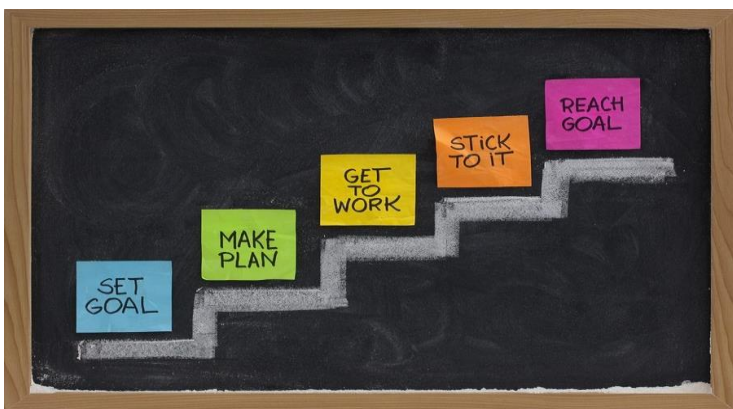 SET
GOAL
MAKE
PLAN
GET
TO
WORK
STiCK
TO iT
REACH
GOAL